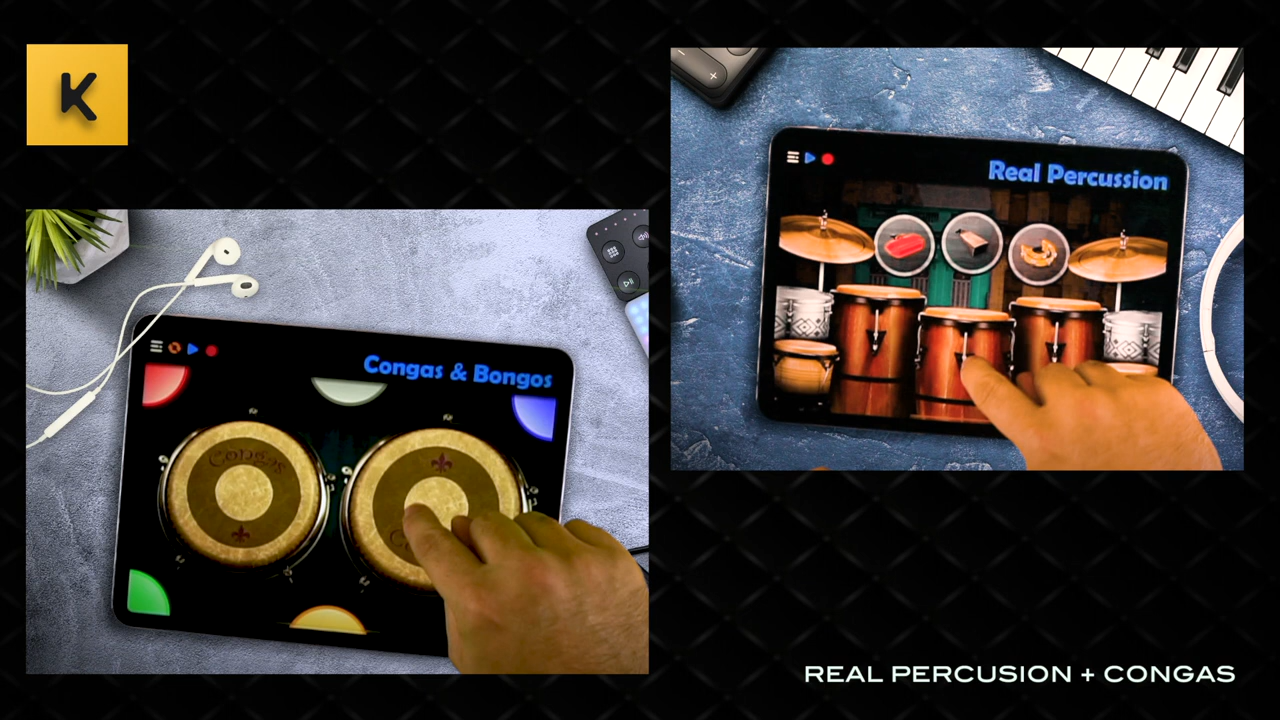 K
Real Percussion
Congas & Bongos
Congas
REAL PERCUSION + CONGAS